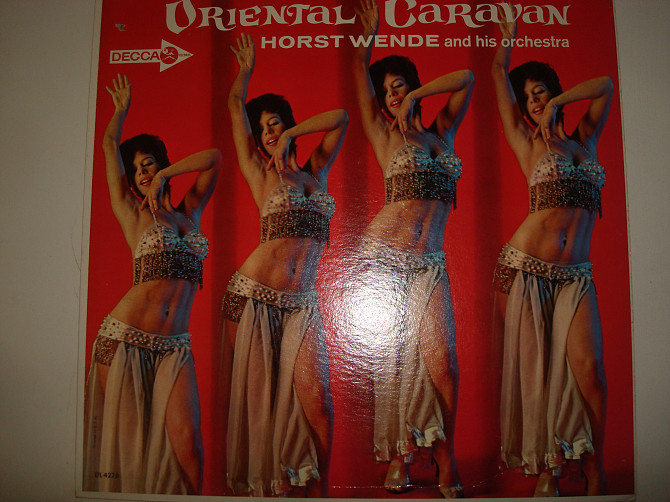 ORIENTAL CARAVAN
HORST WENDE and his orchestra
DECCA